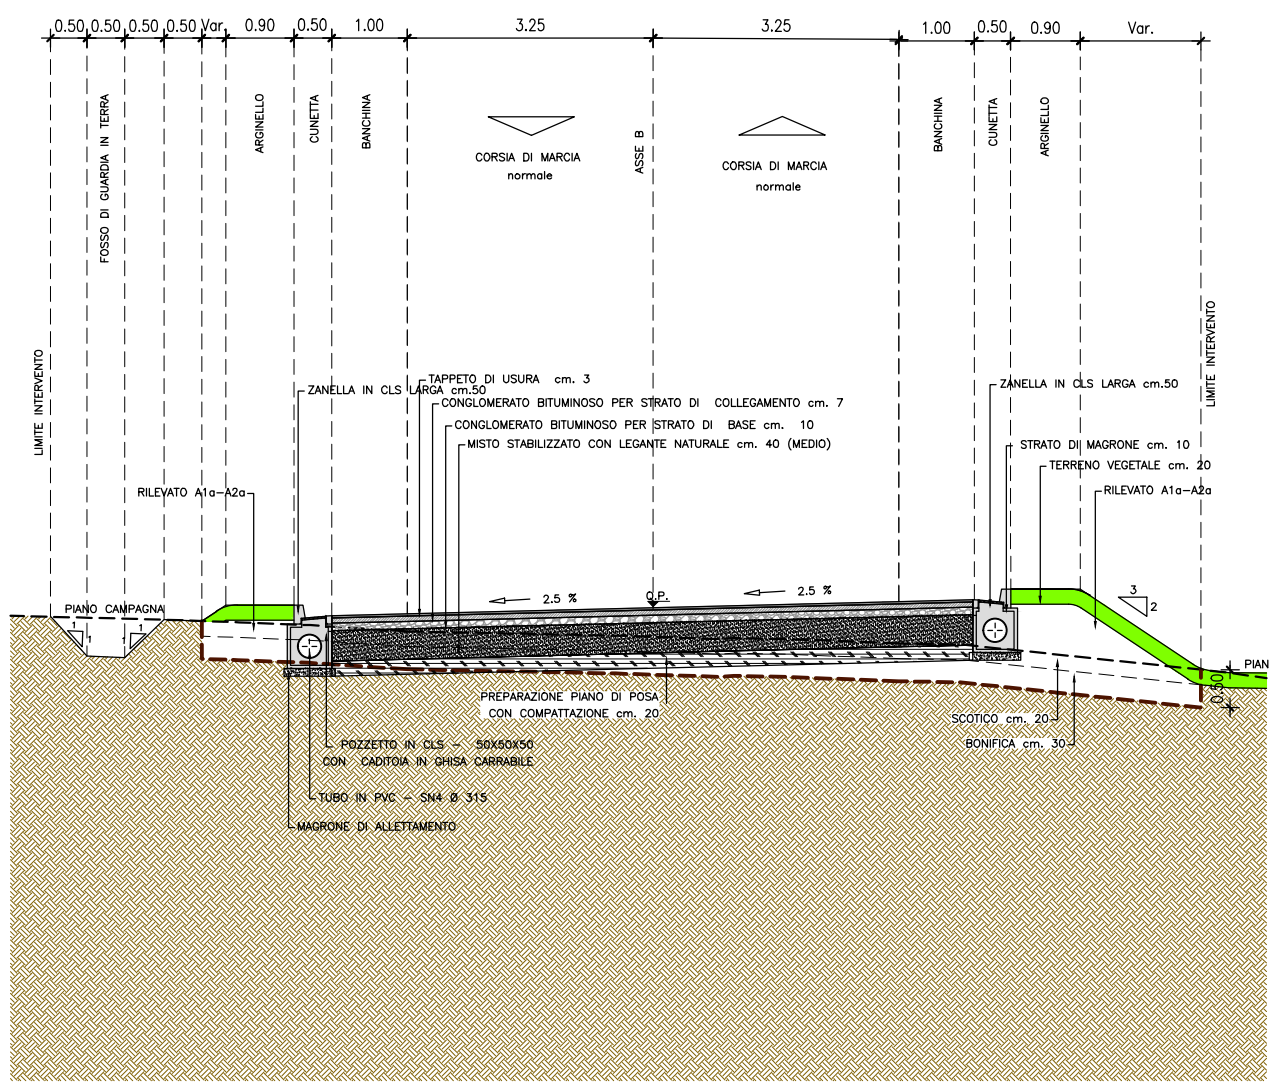 0.50 0.50 0.50 0.50 Var. 0.90 0.50 1.00 3.25 3.25 1.00 0.50 0.90 Var.
FOSSO DI GUARDIA IN TERRA
ARGINELLO
CUNETTA
BANCHINA
CORSIA DI MARCIA
normale
ASSE B
CORSIA DI MARCIA
normale
BANCHINA
CUNETTA
ARGINELLO
LIMITE INTERVENTO
LIMITE INTERVENTO
TAPPETO DI USURA cm. 3
ZANELLA IN CLS LARGA cm.50
CONGLOMERATO BITUMINOSO PER STRATO DI COLLEGAMENTO cm. 7
CONGLOMERATO BITUMINOSO PER STRATO DI BASE cm. 10
MISTO STABILIZZATO CON LEGANTE NATURALE cm. 40 (MEDIO)
ZANELLA IN CLS LARGA cm.50
STRATO DI MAGRONE cm. 10
TERRENO VEGETALE cm. 20
RILEVATO A1a-A2a
RILEVATO A1a-A2a
2.5 %
Q.P.
2.5 %
3
2
PIANO CAMPAGNA
1
1
1
1
PIAN
0.50
PREPARAZIONE PIANO DI POSA
CON COMPATTAZIONE cm. 20
SCOTICO cm. 20
BONIFICA cm. 30
POZZETTO IN CLS - 50X50X50
CON CADITOIA IN GHISA CARRABILE
TUBO IN PVC - SN4 Ø 315
MAGRONE DI ALLETTAMENTO